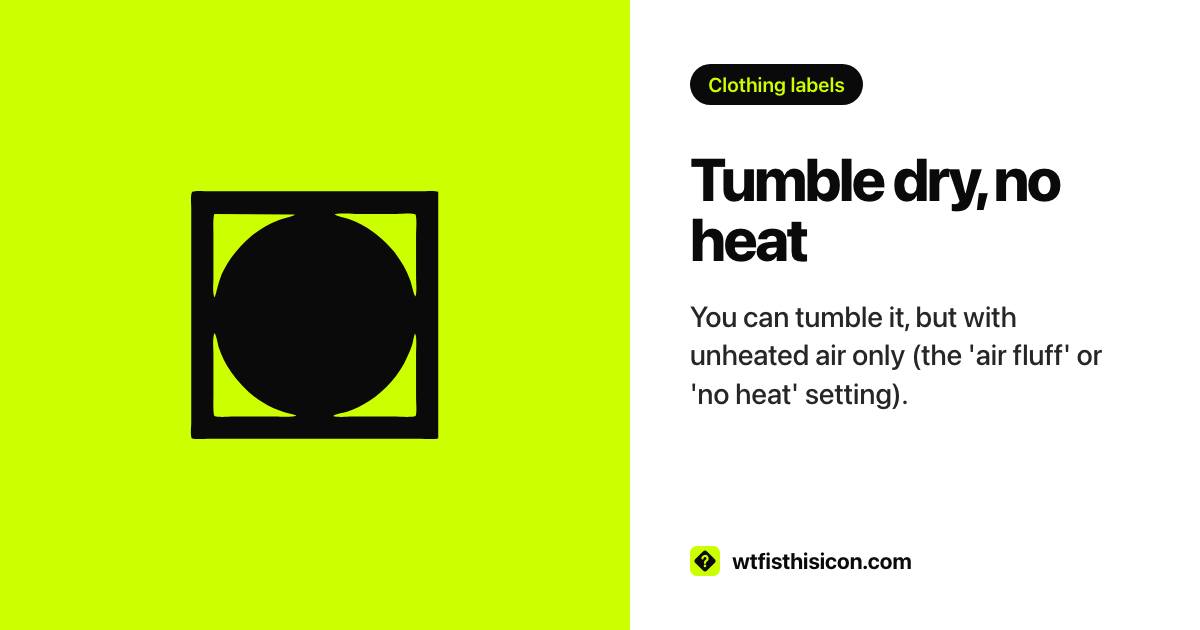 Clothing labels
Tumble dry, no
heat
You can tumble it, but with
unheated air only (the 'air fluff' or
'no heat' setting).
?
wtfisthisicon.com